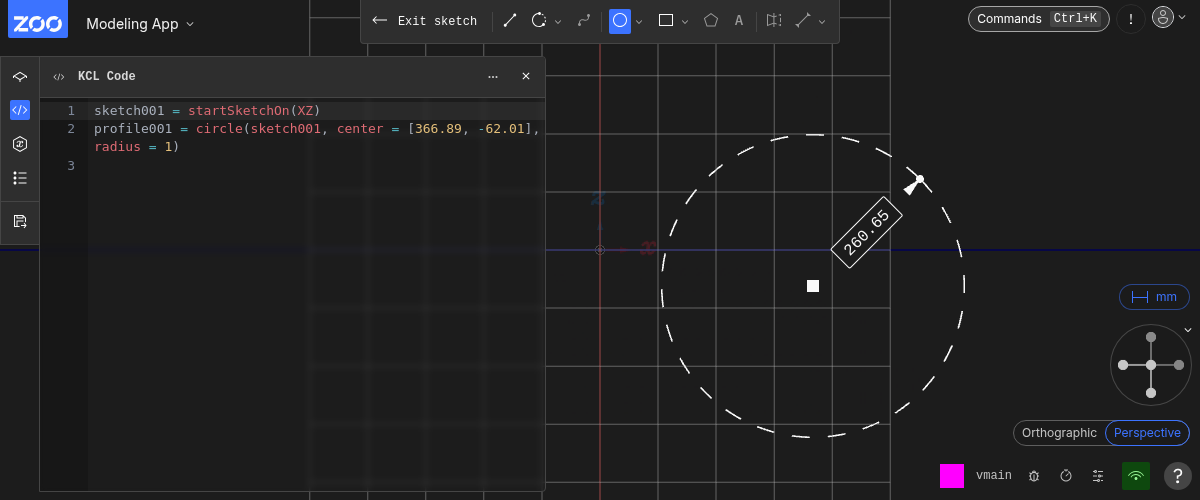 ZOO
Modeling App
Exit sketch
A
Commands Ctrl+K
!
</> KCL Code
1 sketch001 = startSketchOn(XZ)
2 profile001 = circle(sketch001, center = [366.89, -62.01],
radius = 1)
3
z
x
260.65
mm
Orthographic
Perspective
vmain
?